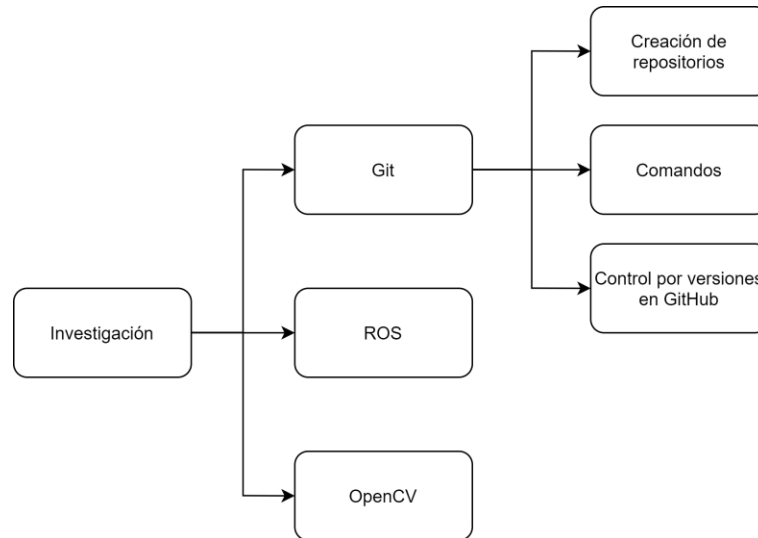 Creación de
repositorios
Git
Comandos
Control por versiones
en GitHub
Investigación
ROS
OpenCV